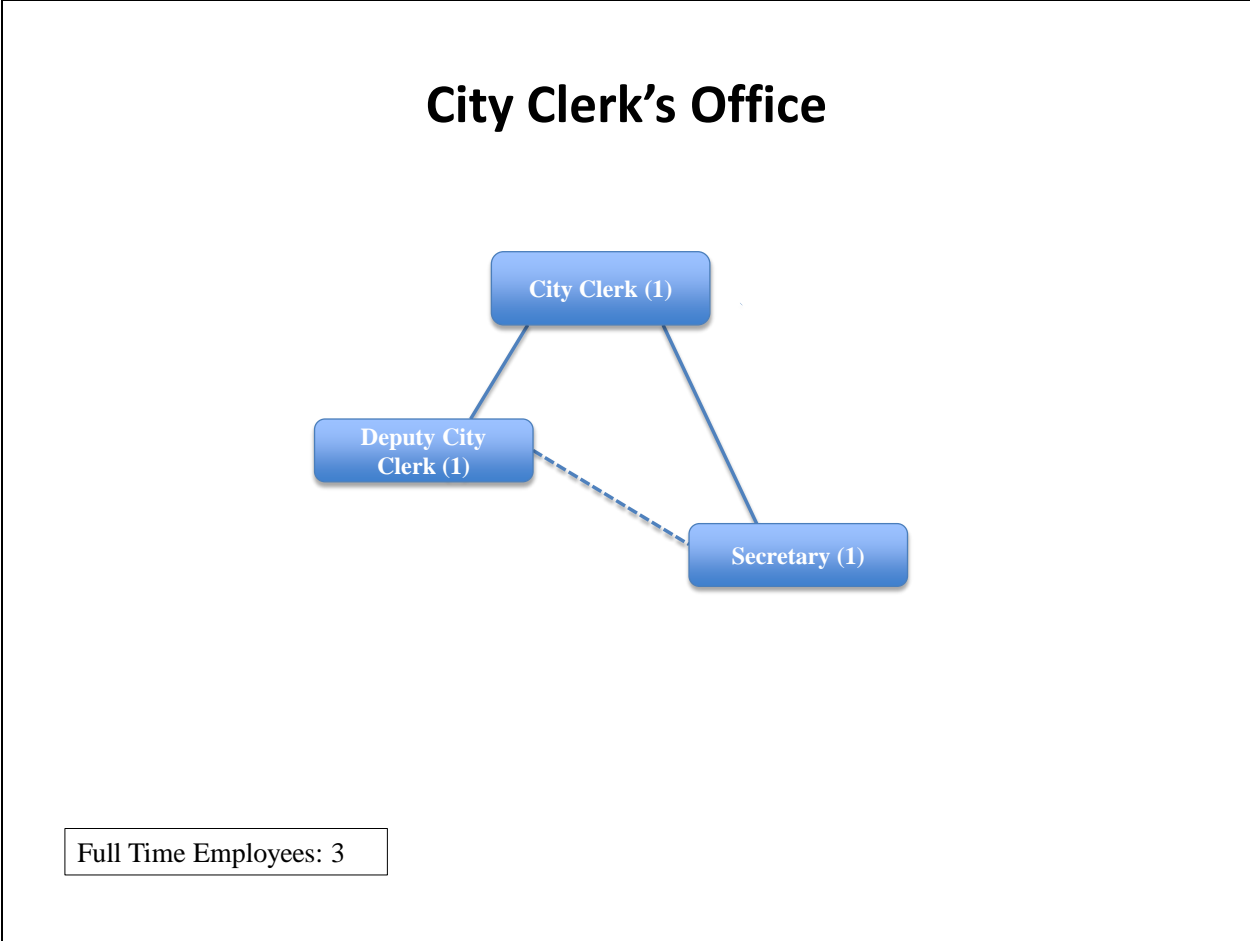 City Clerk’s Office
City Clerk (1)
Deputy City
Clerk (1)
Secretary (1)
Full Time Employees: 3